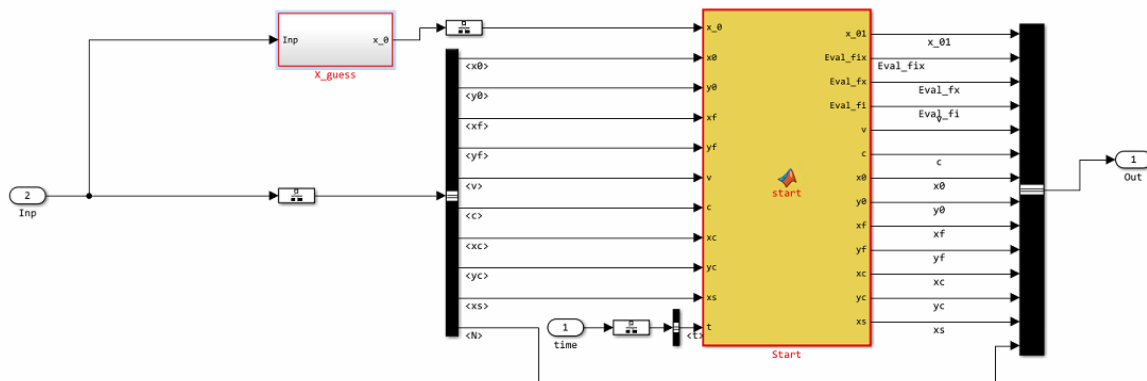 Inp
x_0
X_guess
<x0>
<y0>
<xf>
<yf>
<v>
<c>
<xc>
<yc>
<xs>
<N>
2
Inp
1
time
<t>
x_0
x0
y0
xf
yf
v
c
xc
yc
xs
t
start
Start
x_01
Eval_fix
Eval_fx
Eval_fi
v
c
x0
y0
xf
yf
xc
yc
xs
x_01
Eval_fix
Eval_fx
Eval_fi
v
c
x0
y0
xf
yf
xc
yc
xs
1
Out